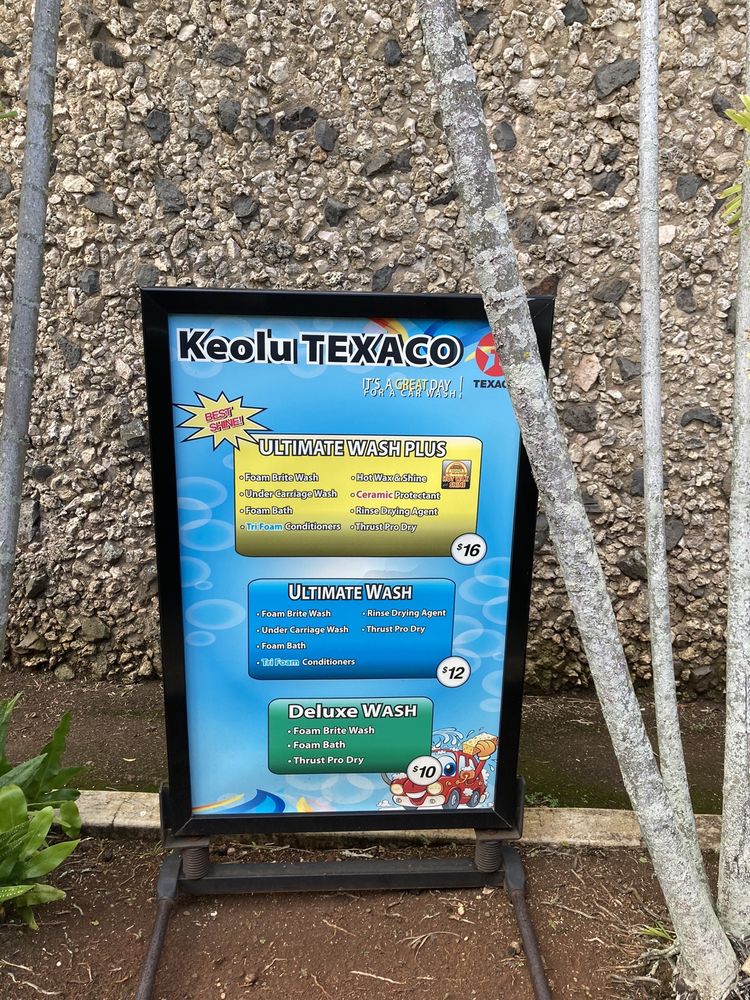 Keolu TEXACO
IT'S A GREAT DAY
FOR A CAR WASH!
BEST
SHINE!
ULTIMATE WASH PLUS
• Foam Brite Wash
• Under Carriage Wash
• Foam Bath
• Tri Foam Conditioners
• Hot Wax & Shine
• Ceramic Protectant
• Rinse Drying Agent
• Thrust Pro Dry
HOT WAX
SHINE
$16
ULTIMATE WASH
• Foam Brite Wash
• Under Carriage Wash
• Foam Bath
• Tri Foam Conditioners
• Rinse Drying Agent
• Thrust Pro Dry
$12
Deluxe WASH
• Foam Brite Wash
• Foam Bath
• Thrust Pro Dry
$10